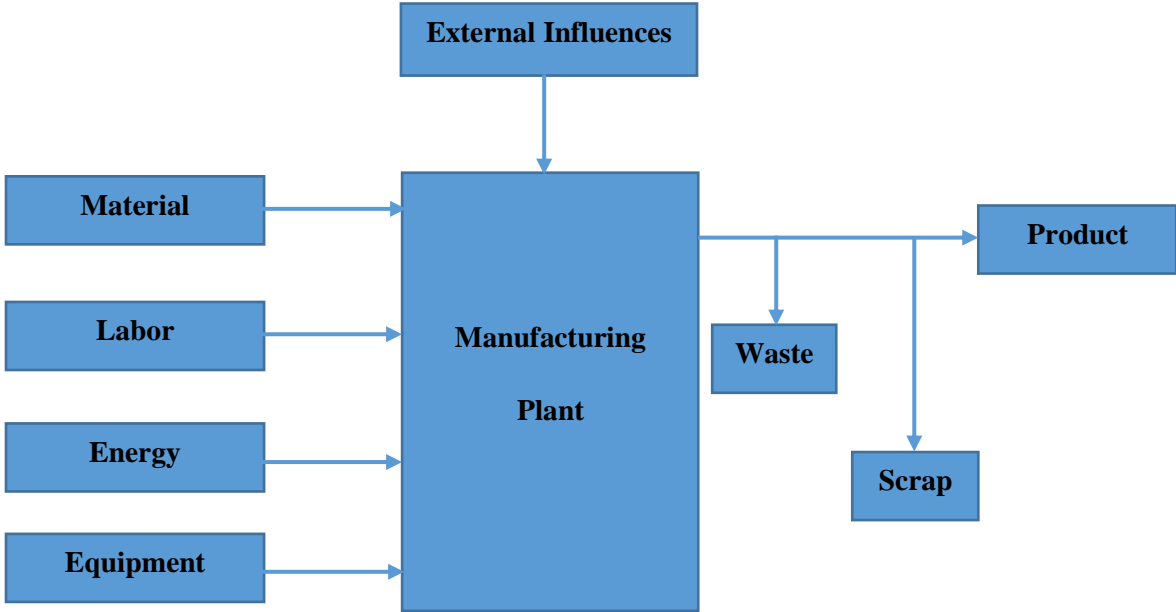 External Influences
Material
Labor
Energy
Equipment
Manufacturing
Plant
Product
Waste
Scrap